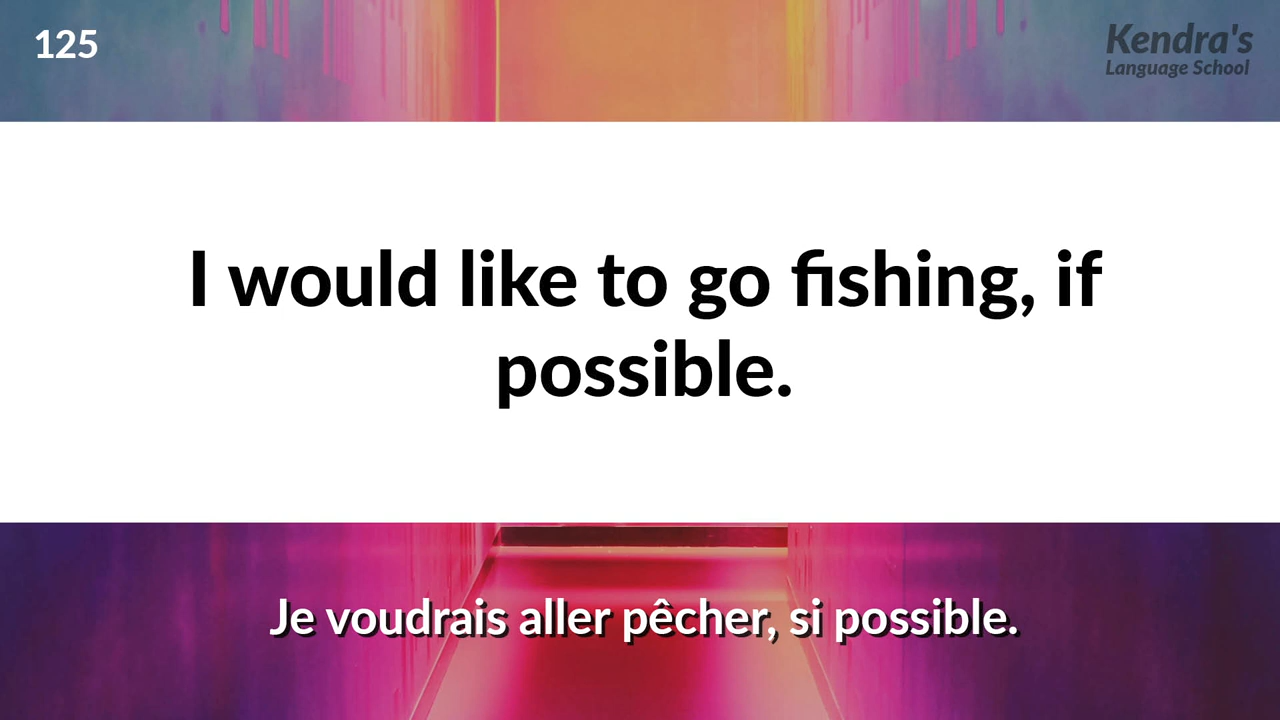 125
Kendra's
Language School
I would like to go fishing, if
possible.
Je voudrais aller pêcher, si possible.